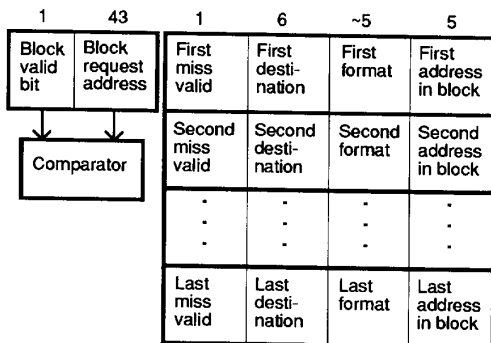 1 43 1 6 ~5 5
Block valid bit
Block request address
First miss valid
First desti- nation
First format
First address in block
Comparator
Second miss valid
Second desti- nation
Second format
Second address in block
Last miss valid
Last desti- nation
Last format
Last address in block